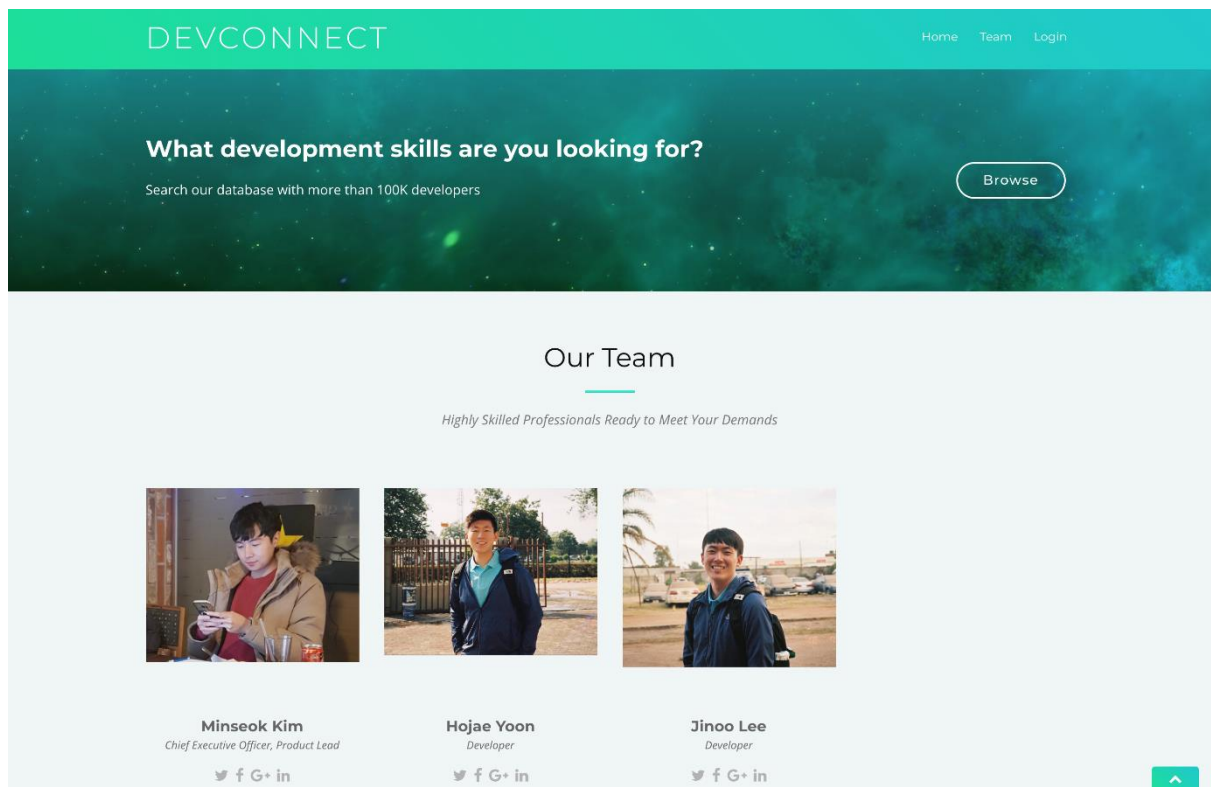 DEVCONNECT
Home Team Login
What development skills are you looking for?
Search our database with more than 100K developers
Browse
Our Team
Highly Skilled Professionals Ready to Meet Your Demands
Minseok Kim
Chief Executive Officer, Product Lead
Hojae Yoon
Developer
Jinoo Lee
Developer